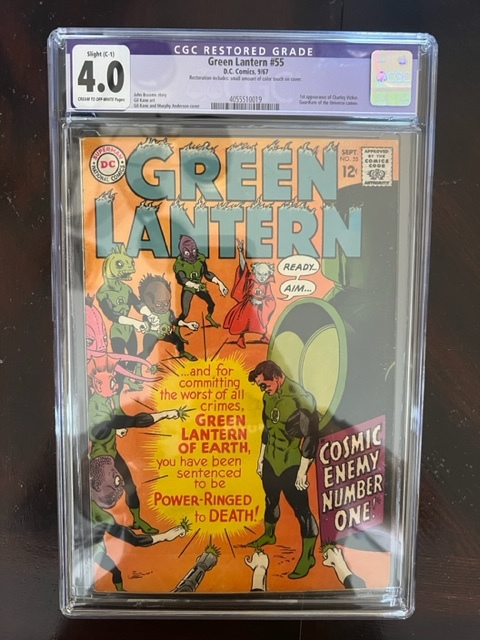 CGC RESTORED GRADE
Slight (C-1)
4.0
CREAM TO OFF-WHITE Pages
Green Lantern #55
D.C. Comics, 9/67
Restoration includes: small amount of color touch on cover.
John Broome story
Gil Kane art
Gil Kane and Murphy Anderson cover
1st appearance of Charley Vicker.
Guardians of the Universe cameo.
4055510019
SUPERMAN
DC
NATIONAL COMICS
GREEN
LANTERN
SEPT.
NO. 55
12¢
APPROVED
BY THE
COMICS
CODE
AUTHORITY
READY..
AIM...
...and for
committing
the worst of all
crimes,
GREEN
LANTERN
OF EARTH,
you have been
sentenced
to be
POWER-RINGED
to DEATH!
COSMIC
ENEMY
NUMBER
ONE!